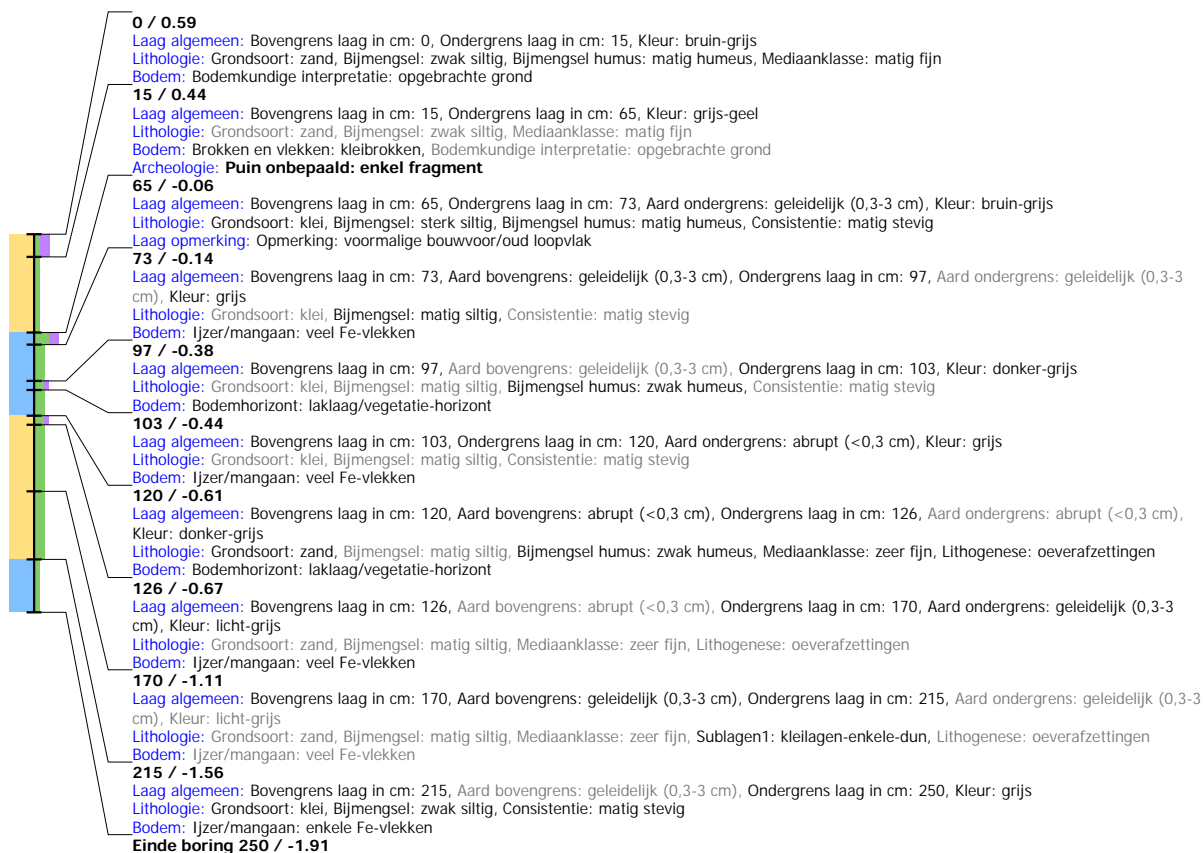 0 / 0.59
Laag algemeen: Bovengrens laag in cm: 0, Ondergrens laag in cm: 15, Kleur: bruin-grijs
Lithologie: Grondsoort: zand, Bijmengsel: zwak siltig, Bijmengsel humus: matig humeus, Mediaanklasse: matig fijn
Bodem: Bodemkundige interpretatie: opgebrachte grond
15 / 0.44
Laag algemeen: Bovengrens laag in cm: 15, Ondergrens laag in cm: 65, Kleur: grijs-geel
Lithologie: Grondsoort: zand, Bijmengsel: zwak siltig, Mediaanklasse: matig fijn
Bodem: Brokken en vlekken: kleibrokken, Bodemkundige interpretatie: opgebrachte grond
Archeologie: Puin onbepaald: enkel fragment
65 / -0.06
Laag algemeen: Bovengrens laag in cm: 65, Ondergrens laag in cm: 73, Aard ondergrens: geleidelijk (0,3-3 cm), Kleur: bruin-grijs
Lithologie: Grondsoort: klei, Bijmengsel: sterk siltig, Bijmengsel humus: matig humeus, Consistentie: matig stevig
Laag opmerking: Opmerking: voormalige bouwvoor/oud loopvlak
73 / -0.14
Laag algemeen: Bovengrens laag in cm: 73, Aard bovengrens: geleidelijk (0,3-3 cm), Ondergrens laag in cm: 97, Aard ondergrens: geleidelijk (0,3-3
cm), Kleur: grijs
Lithologie: Grondsoort: klei, Bijmengsel: matig siltig, Consistentie: matig stevig
Bodem: Ijzer/mangaan: veel Fe-vlekken
97 / -0.38
Laag algemeen: Bovengrens laag in cm: 97, Aard bovengrens: geleidelijk (0,3-3 cm), Ondergrens laag in cm: 103, Kleur: donker-grijs
Lithologie: Grondsoort: klei, Bijmengsel: matig siltig, Bijmengsel humus: zwak humeus, Consistentie: matig stevig
Bodem: Bodemhorizont: laklaag/vegetatie-horizont
103 / -0.44
Laag algemeen: Bovengrens laag in cm: 103, Ondergrens laag in cm: 120, Aard ondergrens: abrupt (<0,3 cm), Kleur: grijs
Lithologie: Grondsoort: klei, Bijmengsel: matig siltig, Consistentie: matig stevig
Bodem: Ijzer/mangaan: veel Fe-vlekken
120 / -0.61
Laag algemeen: Bovengrens laag in cm: 120, Aard bovengrens: abrupt (<0,3 cm), Ondergrens laag in cm: 126, Aard ondergrens: abrupt (<0,3 cm),
Kleur: donker-grijs
Lithologie: Grondsoort: zand, Bijmengsel: matig siltig, Bijmengsel humus: zwak humeus, Mediaanklasse: zeer fijn, Lithogenese: oeverafzettingen
Bodem: Bodemhorizont: laklaag/vegetatie-horizont
126 / -0.67
Laag algemeen: Bovengrens laag in cm: 126, Aard bovengrens: abrupt (<0,3 cm), Ondergrens laag in cm: 170, Aard ondergrens: geleidelijk (0,3-3
cm), Kleur: licht-grijs
Lithologie: Grondsoort: zand, Bijmengsel: matig siltig, Mediaanklasse: zeer fijn, Lithogenese: oeverafzettingen
Bodem: Ijzer/mangaan: veel Fe-vlekken
170 / -1.11
Laag algemeen: Bovengrens laag in cm: 170, Aard bovengrens: geleidelijk (0,3-3 cm), Ondergrens laag in cm: 215, Aard ondergrens: geleidelijk (0,3-3
cm), Kleur: licht-grijs
Lithologie: Grondsoort: zand, Bijmengsel: matig siltig, Mediaanklasse: zeer fijn, Sublagen1: kleilagen-enkele-dun, Lithogenese: oeverafzettingen
Bodem: Ijzer/mangaan: veel Fe-vlekken
215 / -1.56
Laag algemeen: Bovengrens laag in cm: 215, Aard bovengrens: geleidelijk (0,3-3 cm), Ondergrens laag in cm: 250, Kleur: grijs
Lithologie: Grondsoort: klei, Bijmengsel: zwak siltig, Consistentie: matig stevig
Bodem: Ijzer/mangaan: enkele Fe-vlekken
Einde boring 250 / -1.91